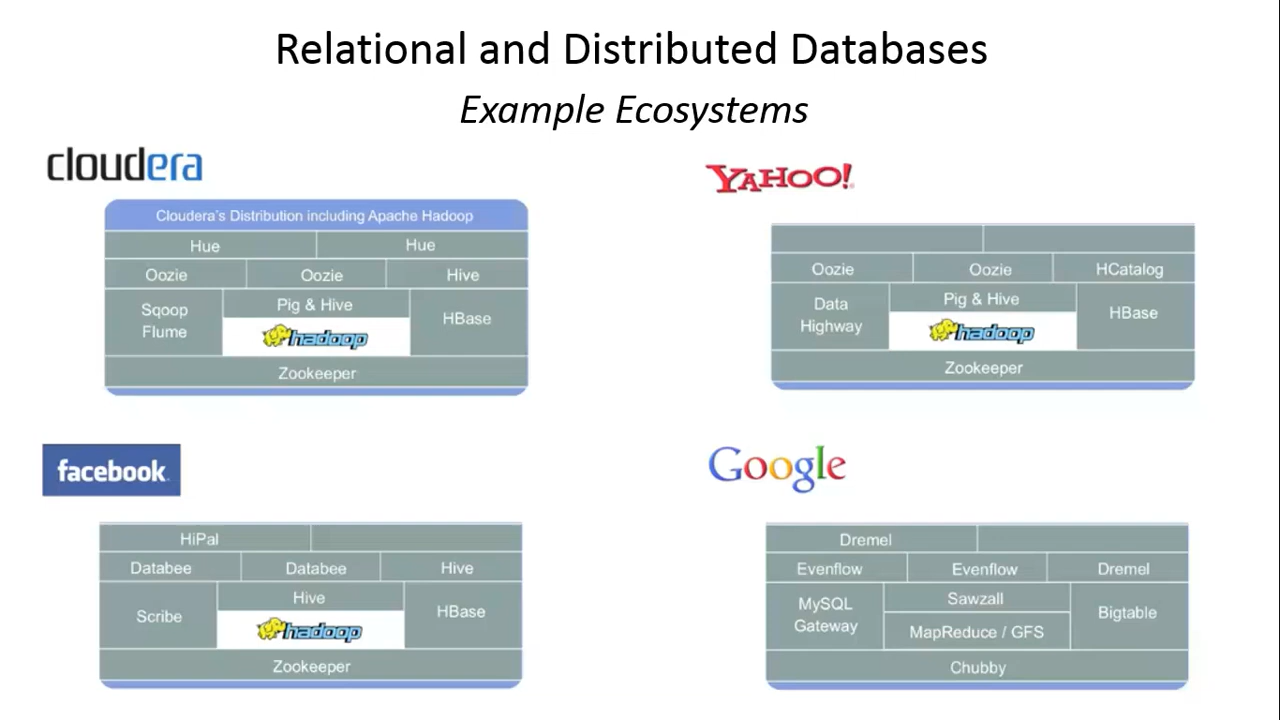 Relational and Distributed Databases
Example Ecosystems
cloudera
Cloudera's Distribution including Apache Hadoop
Hue Hue
Oozie Oozie Hive
Sqoop
Flume
Pig & Hive
hadoop
HBase
Zookeeper
YAHOO!
Oozie Oozie HCatalog
Data
Highway
Pig & Hive
hadoop
HBase
Zookeeper
facebook
HiPal
Databee Databee Hive
Scribe
Hive
hadoop
HBase
Zookeeper
Google
Dremel
Evenflow Evenflow Dremel
MySQL
Gateway
Sawzall
MapReduce / GFS
Bigtable
Chubby